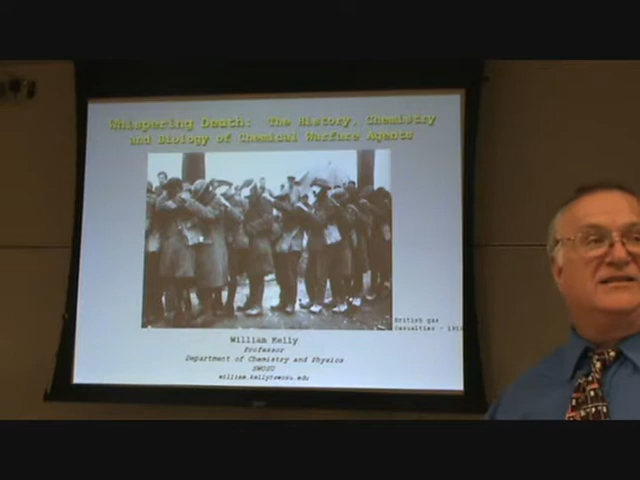 Whispering Death: The History, Chemistry
and Biology of Chemical Warfare Agents
British gas
Casualties - 1918
William Kelly
Professor
Department of Chemistry and Physics
SWOSU
william.kelly@swosu.edu